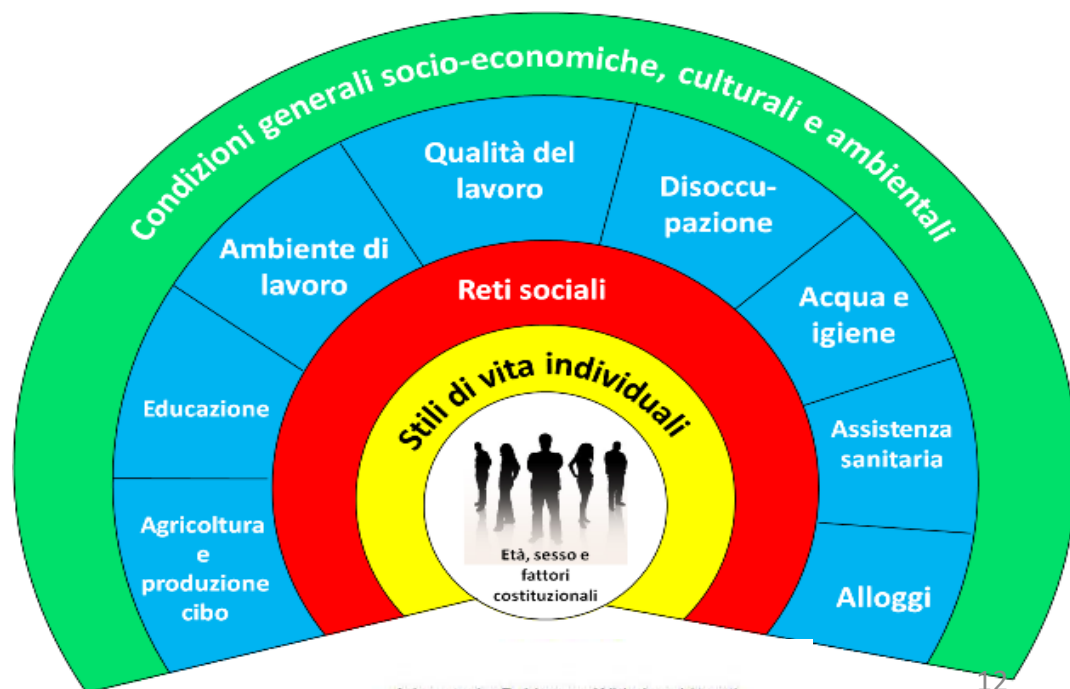 Condizioni generali socio-economiche, culturali e ambientali
Qualità del
lavoro
Disoccu-
pazione
Ambiente di
lavoro
Reti sociali
Acqua e
igiene
Stili di vita individuali
Educazione
Assistenza
sanitaria
Agricoltura
e
produzione
cibo
Età, sesso e
fattori
costituzionali
Alloggi
12